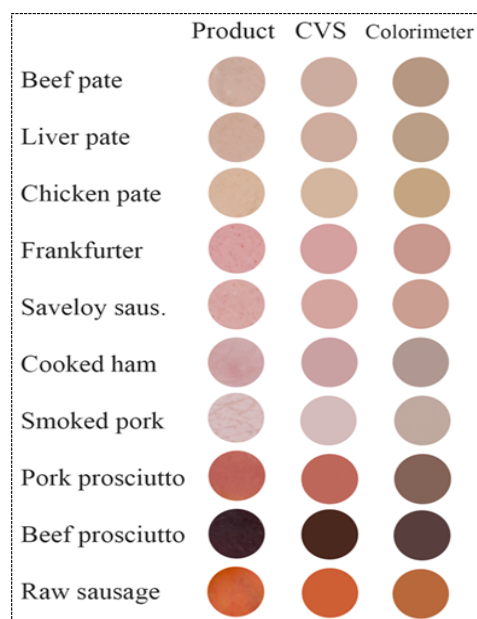 Product CVS Colorimeter
Beef pate
Liver pate
Chicken pate
Frankfurter
Saveloy saus.
Cooked ham
Smoked pork
Pork prosciutto
Beef prosciutto
Raw sausage